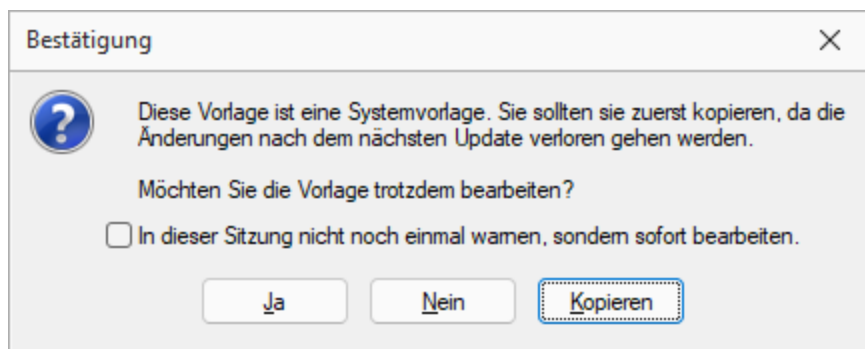 Bestätigung
Diese Vorlage ist eine Systemvorlage. Sie sollten sie zuerst kopieren, da die
Änderungen nach dem nächsten Update verloren gehen werden.
Möchten Sie die Vorlage trotzdem bearbeiten?
In dieser Sitzung nicht noch einmal warnen, sondern sofort bearbeiten.
Ja Nein Kopieren